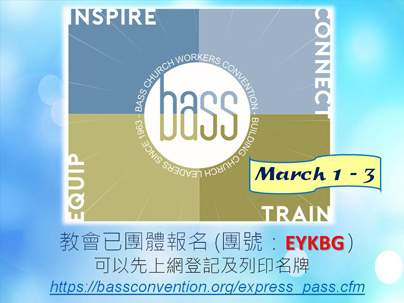 INSPIRE
CONNECT
BASS CHURCH WORKERS CONVENTION • BUILDING CHURCH LEADERS SINCE 1963 •
bass
EQUIP
TRAIN
March 1 - 3
教會已團體報名 (團號：EYKBG)
可以先上網登記及列印名牌
https://bassconvention.org/express_pass.cfm